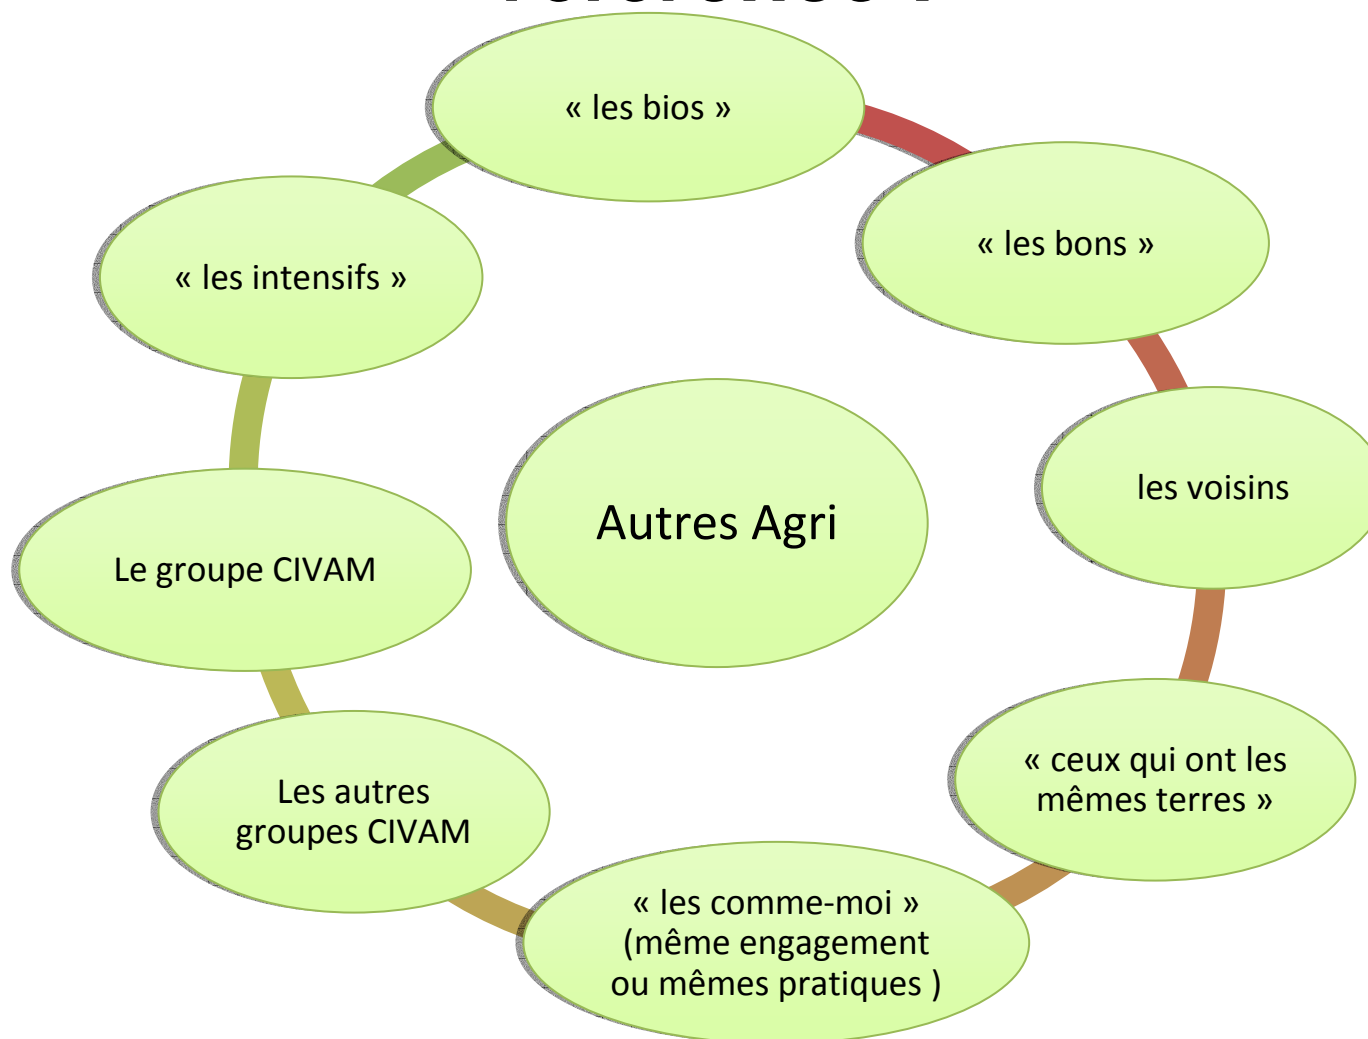 « les bios »
« les bons »
« les intensifs »
les voisins
Autres Agri
Le groupe CIVAM
« ceux qui ont les
mêmes terres »
Les autres
groupes CIVAM
« les comme-moi »
(même engagement
ou mêmes pratiques )